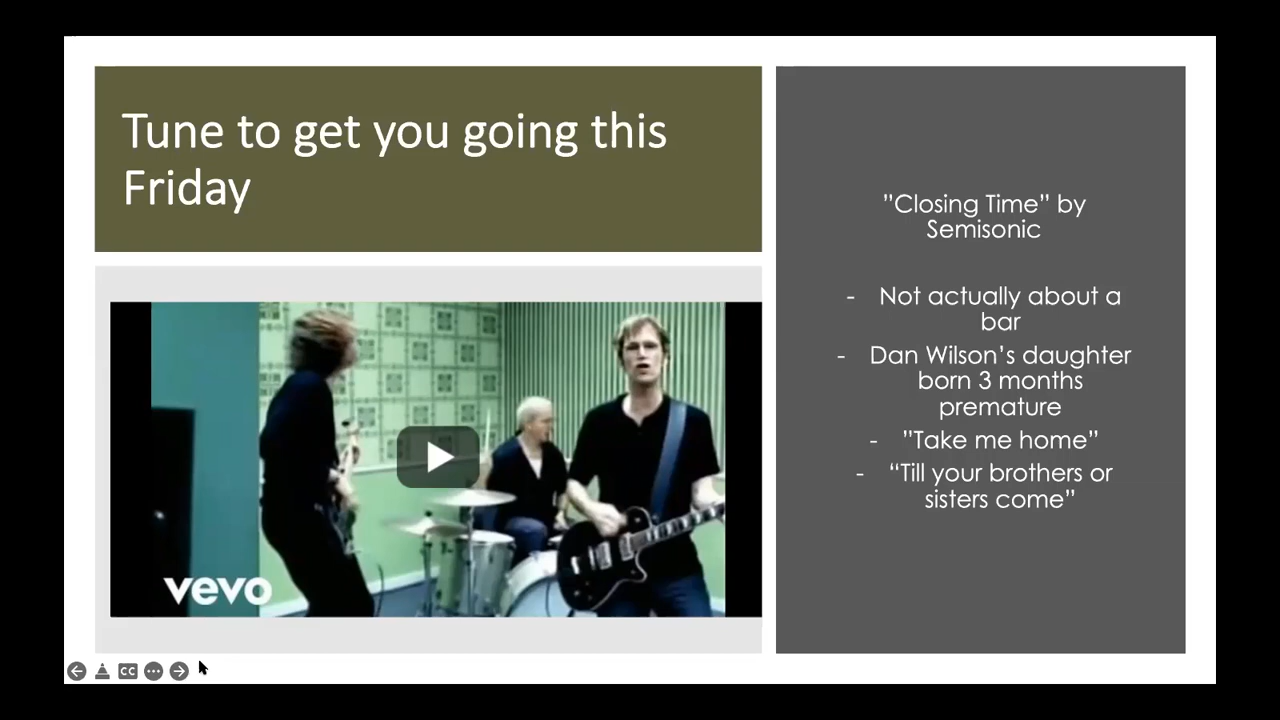 Tune to get you going this
Friday
vevo
”Closing Time” by
Semisonic
- Not actually about a
bar
- Dan Wilson’s daughter
born 3 months
premature
- ”Take me home”
- “Till your brothers or
sisters come”
CC